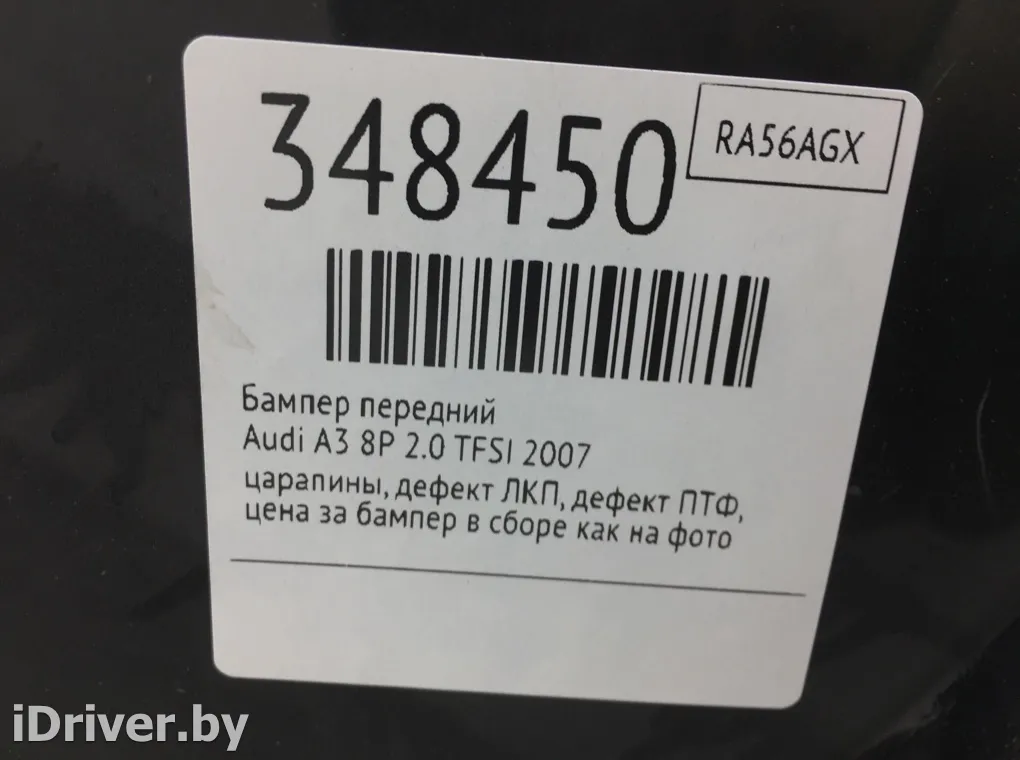 348450
RA56AGX
Бампер передний
Audi A3 8P 2.0 TFSI 2007
царапины, дефект ЛКП, дефект ПТФ,
цена за бампер в сборе как на фото
iDriver.by